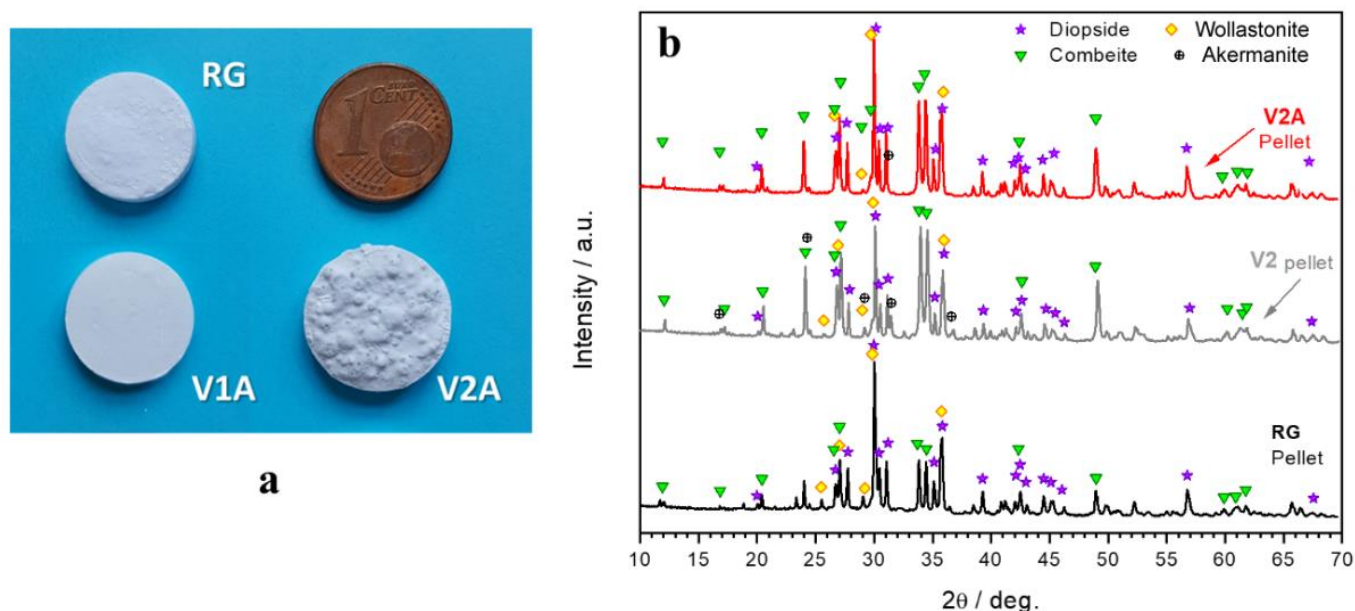 RG
1
CENT
V1A
V2A
a
b
Diopside
Wollastonite
Combeite
Akermanite
V2A
Pellet
V2 pellet
RG
Pellet
Intensity / a.u.
10 15 20 25 30 35 40 45 50 55 60 65 70
2θ / deg.